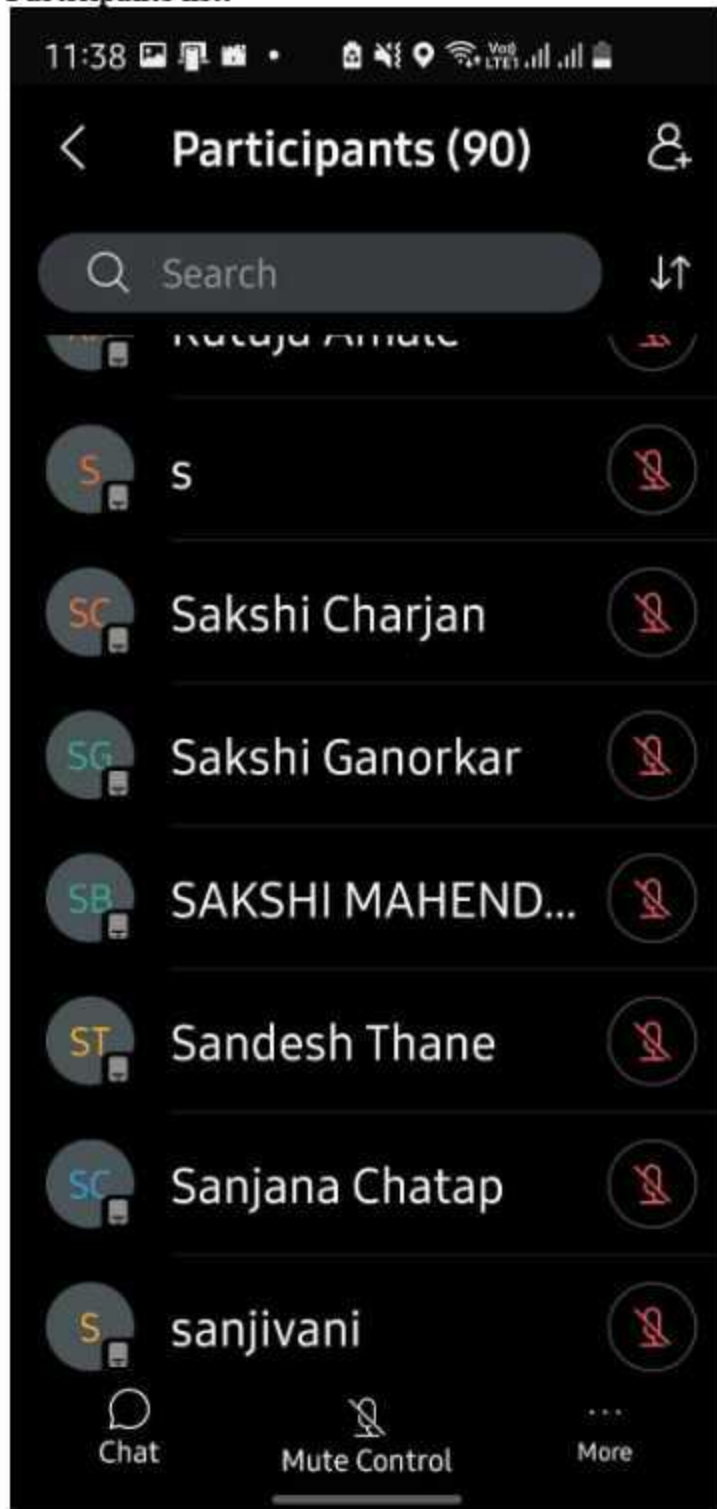 11:38
Participants (90)
Search
S
s
SC
Sakshi Charjan
SG
Sakshi Ganorkar
SB
SAKSHI MAHEND...
ST
Sandesh Thane
SC
Sanjana Chatap
S
sanjivani
Chat
Mute Control
More